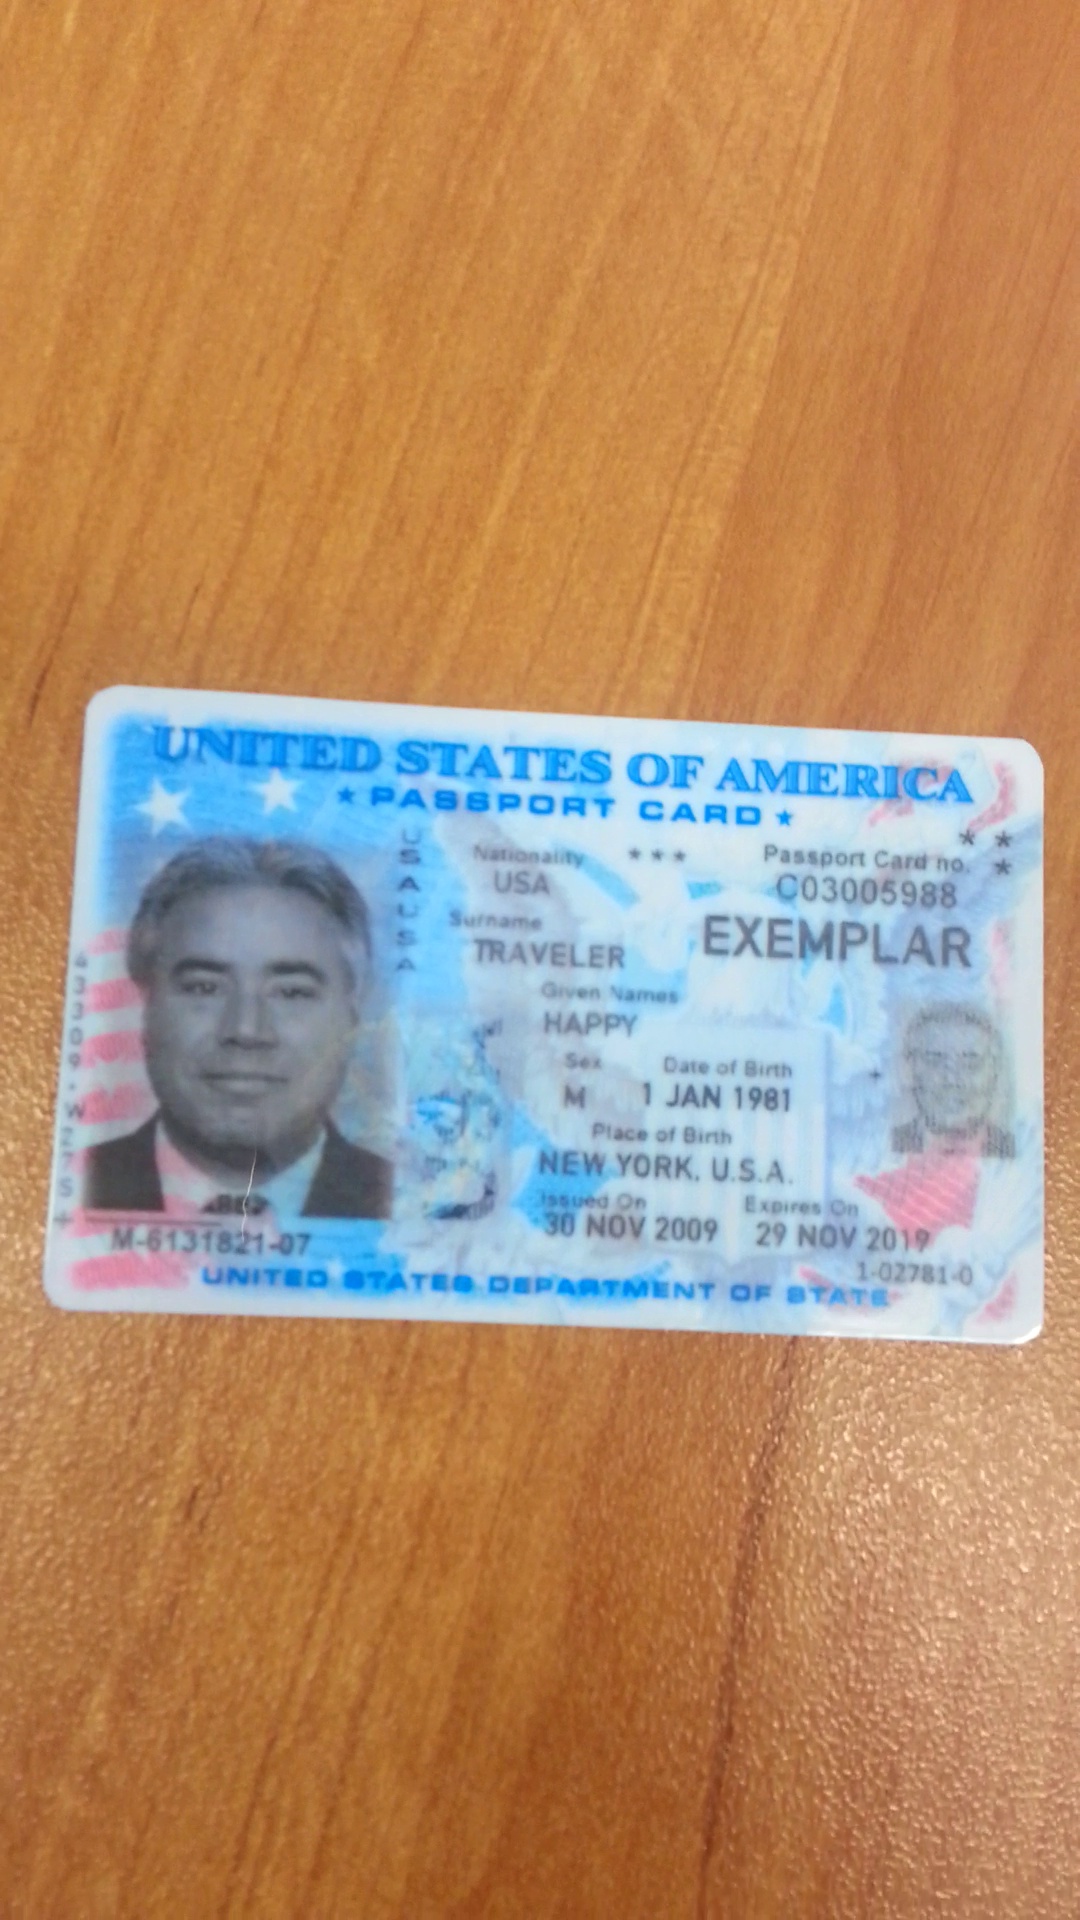 UNITED STATES OF AMERICA
★ PASSPORT CARD ★
USAUSA
Nationality
USA
* * *
Passport Card no.
C03005988
* *
*
Surname
TRAVELER
EXEMPLAR
Given Names
HAPPY
Sex
M
Date of Birth
1 JAN 1981
Place of Birth
NEW YORK, U.S.A.
Issued On
30 NOV 2009
Expires On
29 NOV 2019
M-6131821-07
1-02781-0
UNITED STATES DEPARTMENT OF STATE